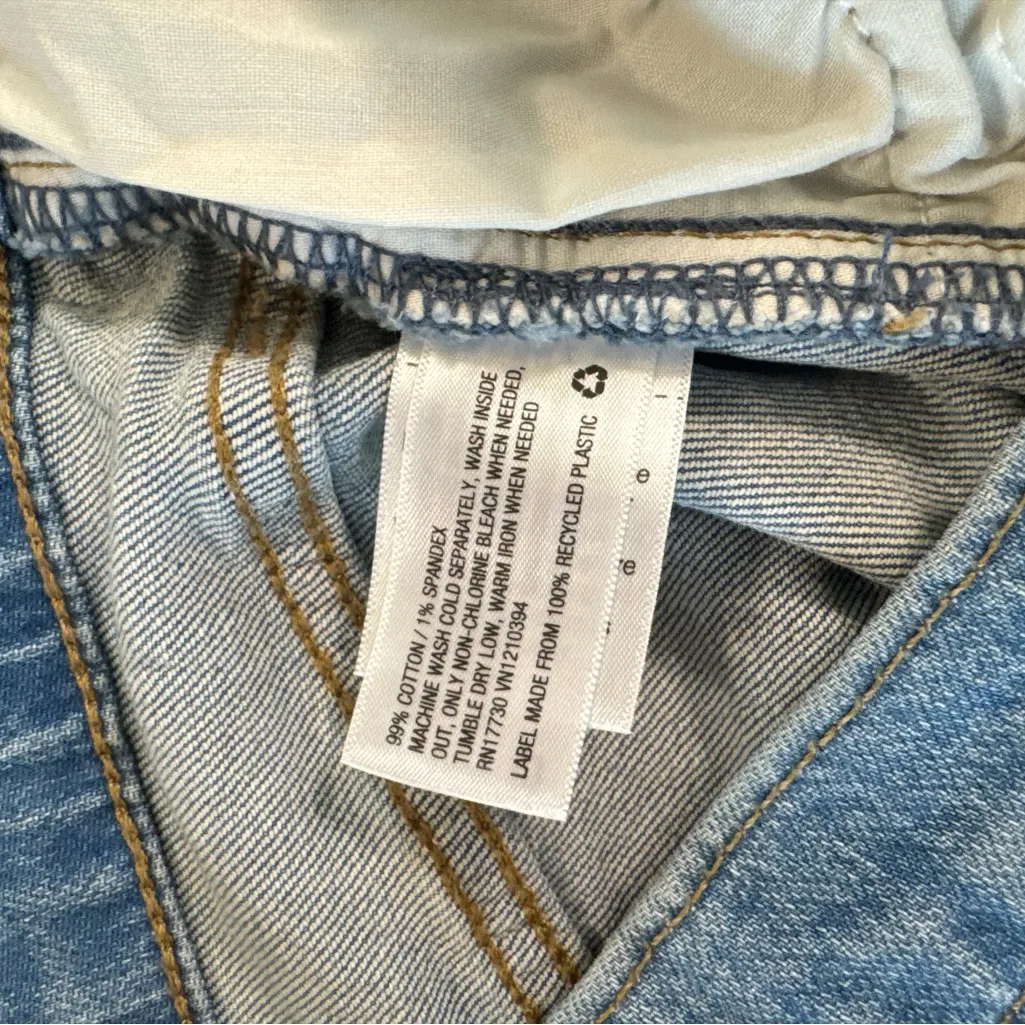 99% COTTON / 1% SPANDEX
MACHINE WASH COLD SEPARATELY, WASH INSIDE
OUT, ONLY NON-CHLORINE BLEACH WHEN NEEDED,
TUMBLE DRY LOW, WARM IRON WHEN NEEDED
RN17730 VN1210394
LABEL MADE FROM 100% RECYCLED PLASTIC